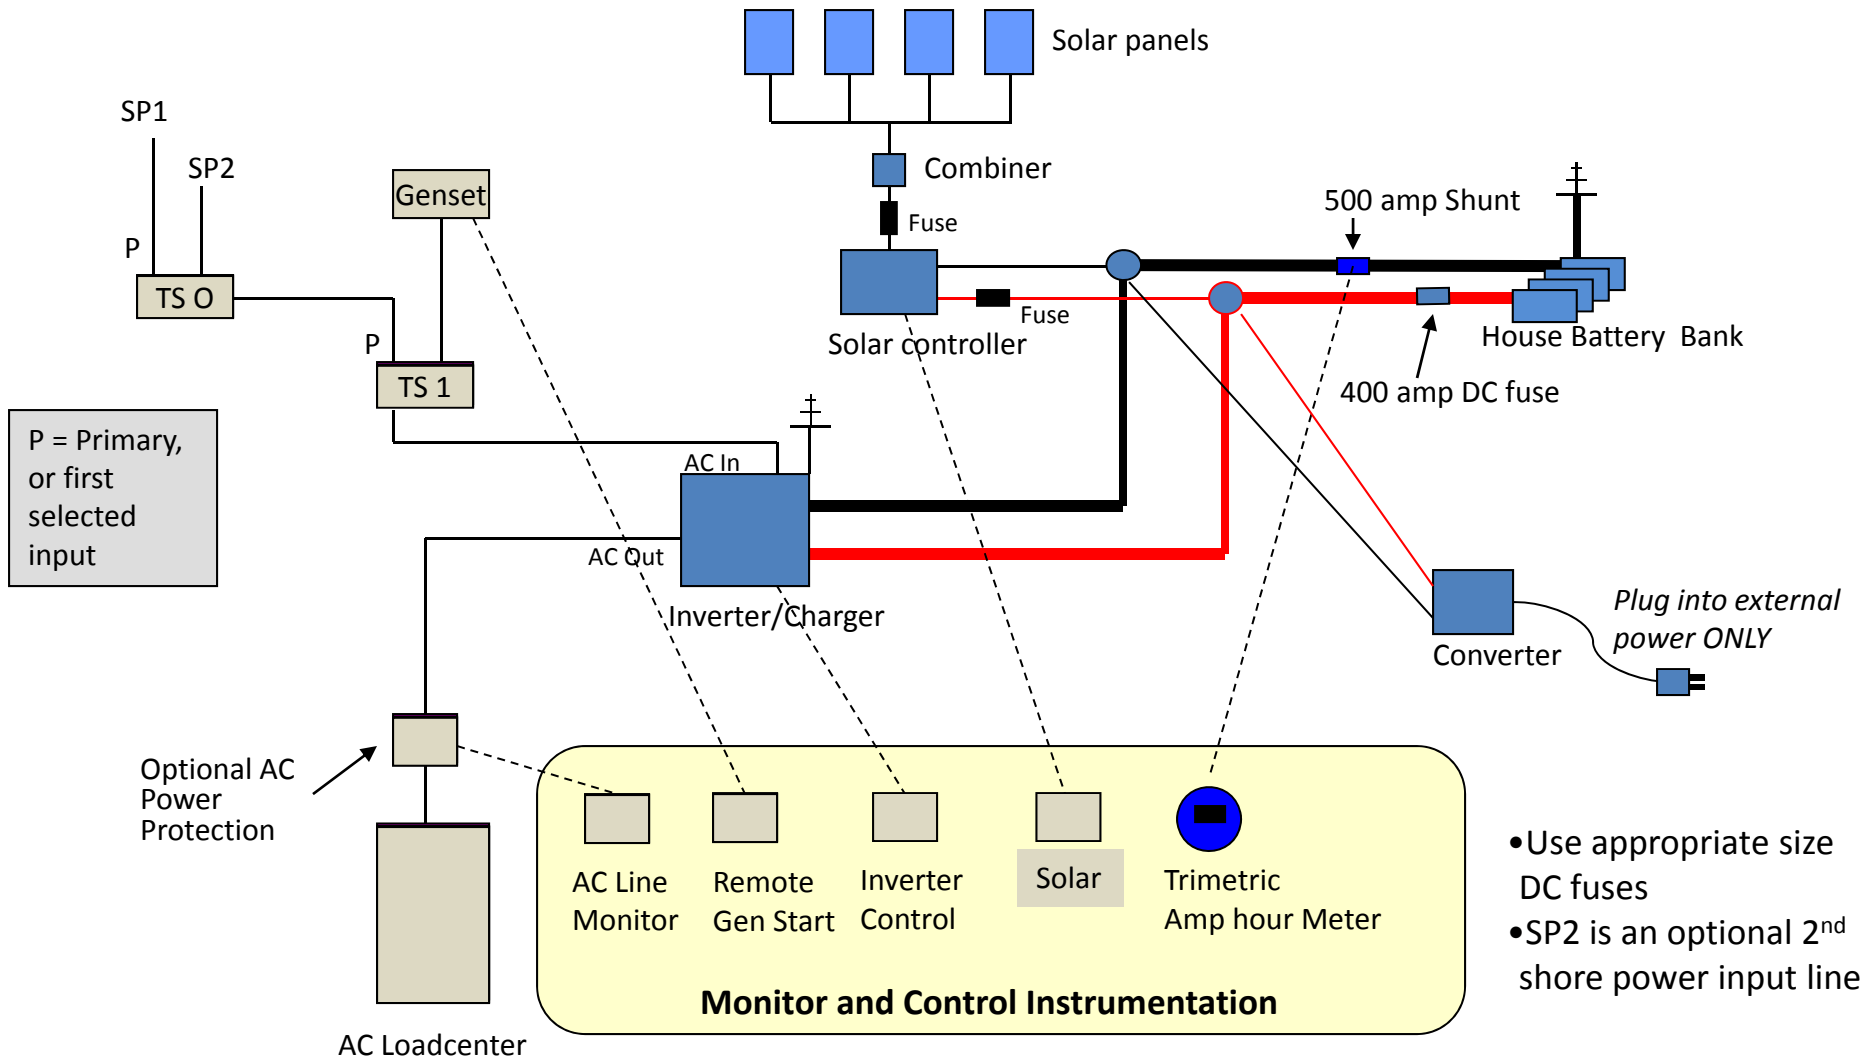 Solar panels
SP1
SP2
Combiner
Genset
500 amp Shunt
Fuse
P
TS O
Fuse
Solar controller
House Battery Bank
P
TS 1
400 amp DC fuse
P = Primary,
or first
selected
input
AC In
AC Out
Inverter/Charger
Plug into external
power ONLY
Converter
Optional AC
Power
Protection
AC Line
Monitor
Remote
Gen Start
Inverter
Control
Solar
Trimetric
Amp hour Meter
Monitor and Control Instrumentation
AC Loadcenter
•Use appropriate size
DC fuses
•SP2 is an optional 2nd
shore power input line